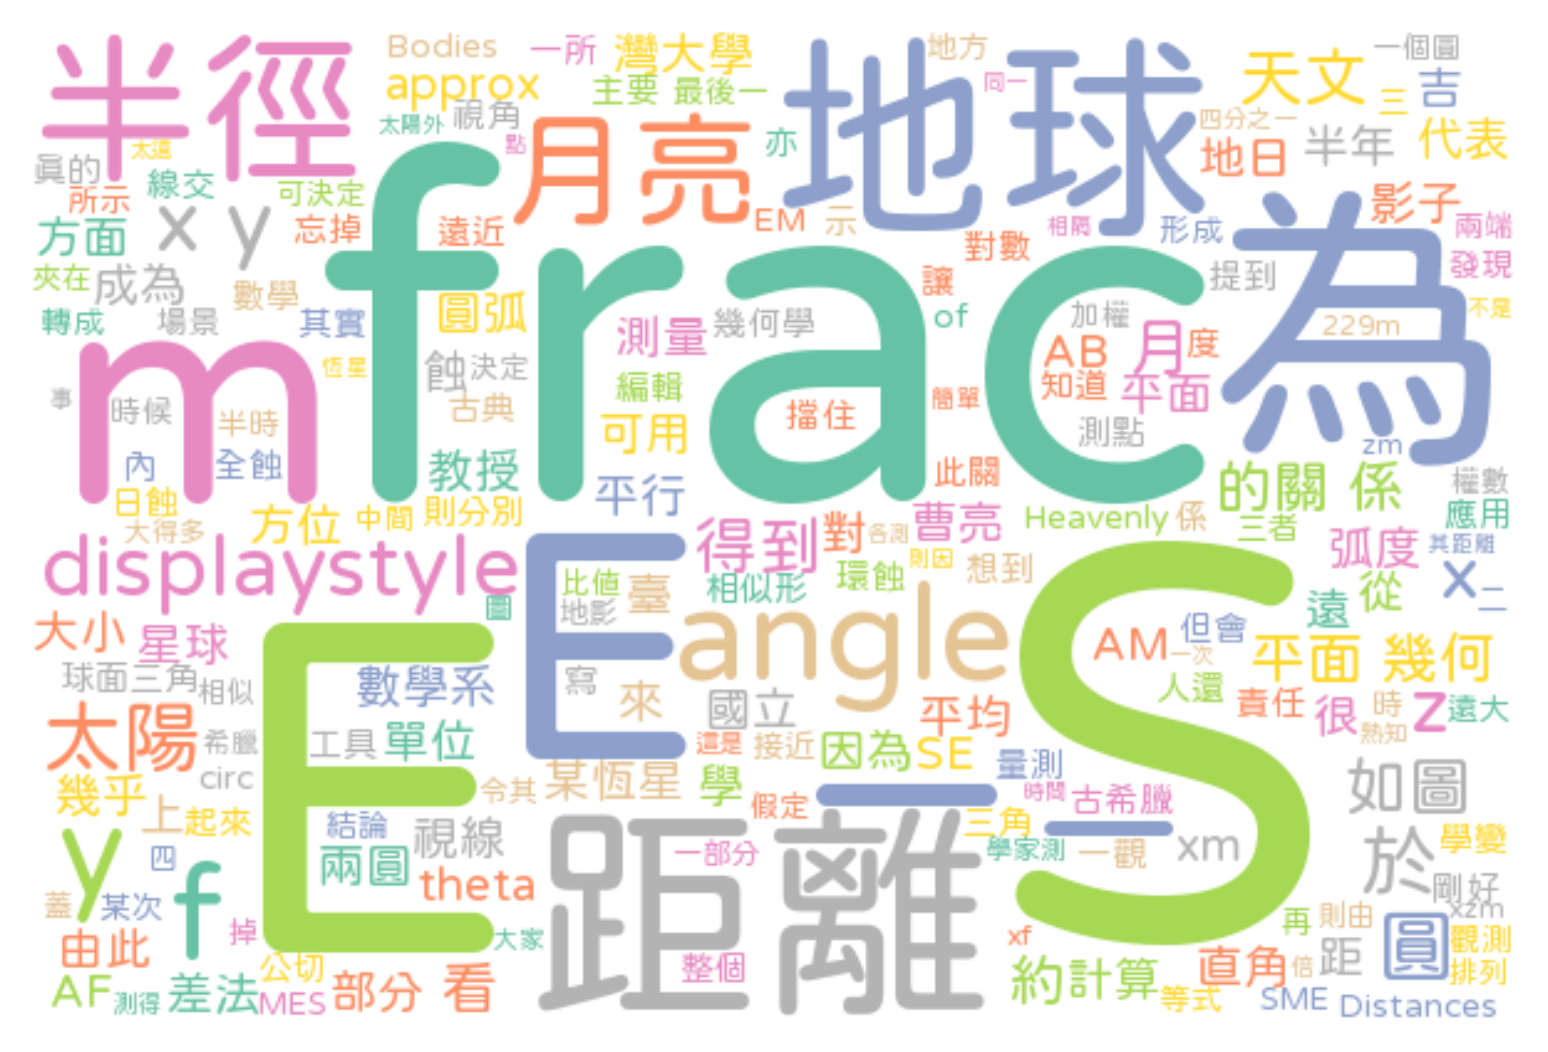 半徑 Bodies 一所 灣大學 地球 地方 天文 一個圓
approx 主要 最後一 同一 三 吉
太陽外 視角 月亮 亦 四分之一 半年 代表
眞的 太遠 點 地日
所示 線交 可決定 影子
方面 x y 忘掉 遠近 EM 示 相隔 形成 兩端
夾在 成為 數學 frac 讓 對數 提到 為 發現
轉成 場景 其實 圓弧 測量 幾何學 of 加權 229m 不是
m 恆星 蝕 決定 AB 月 度
事 時候 半時 古典 編輯 擋住 簡單 知道 平面
內 全蝕 教授 可用 測點 zm
日蝕 平行 此關 的關 係 權數
大得多 方位 中間 則分別 得到 對 各測 曹亮 Heavenly 係 三者 應用
displaystyle E 比值 臺 相似形 環蝕 則因 想到 S 弧度 其距離
圖 地影 angle 遠 從 x 二
大小 星球 E AM 但會 一次 平面 幾何
球面三角 相似 數學系 寫 來 國立 平均 人還 責任 很 時 z 遠大
太陽 希臘 工具 單位 這是 接近 因為 SE 量測 熟知
circ 幾乎 令其 某恆星 學 假定 時間 古希臘 如圖
上 起來 結論 視線 距離 三角
y 四 f 兩圓 theta 一部分 學家測 一觀 xm 於 學變
蓋 某次 掉 剛好
由此 大家 xf 再 則由 距 圓 xzm 觀測
AF 測得 差法 公切 MES 部分 看 整個 約 計算 等式 直角 倍 SME Distances 排列